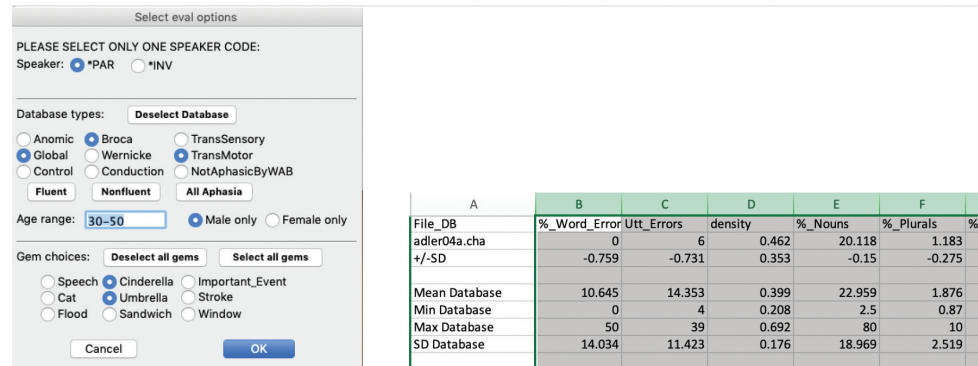 Select eval options
PLEASE SELECT ONLY ONE SPEAKER CODE:
Speaker: *PAR *INV
Database types: Deselect Database
Anomic Broca TransSensory
Global Wernicke TransMotor
Control Conduction NotAphasicByWAB
Fluent Nonfluent All Aphasia
Age range: 30-50 Male only Female only
Gem choices: Deselect all gems Select all gems
Speech Cinderella Important_Event
Cat Umbrella Stroke
Flood Sandwich Window
Cancel OK
A B C D E F
File_DB %_Word_Error Utt_Errors density %_Nouns %_Plurals %
adler04a.cha 0 6 0.462 20.118 1.183
+/-SD -0.759 -0.731 0.353 -0.15 -0.275
Mean Database 10.645 14.353 0.399 22.959 1.876
Min Database 0 4 0.208 2.5 0.87
Max Database 50 39 0.692 80 10
SD Database 14.034 11.423 0.176 18.969 2.519